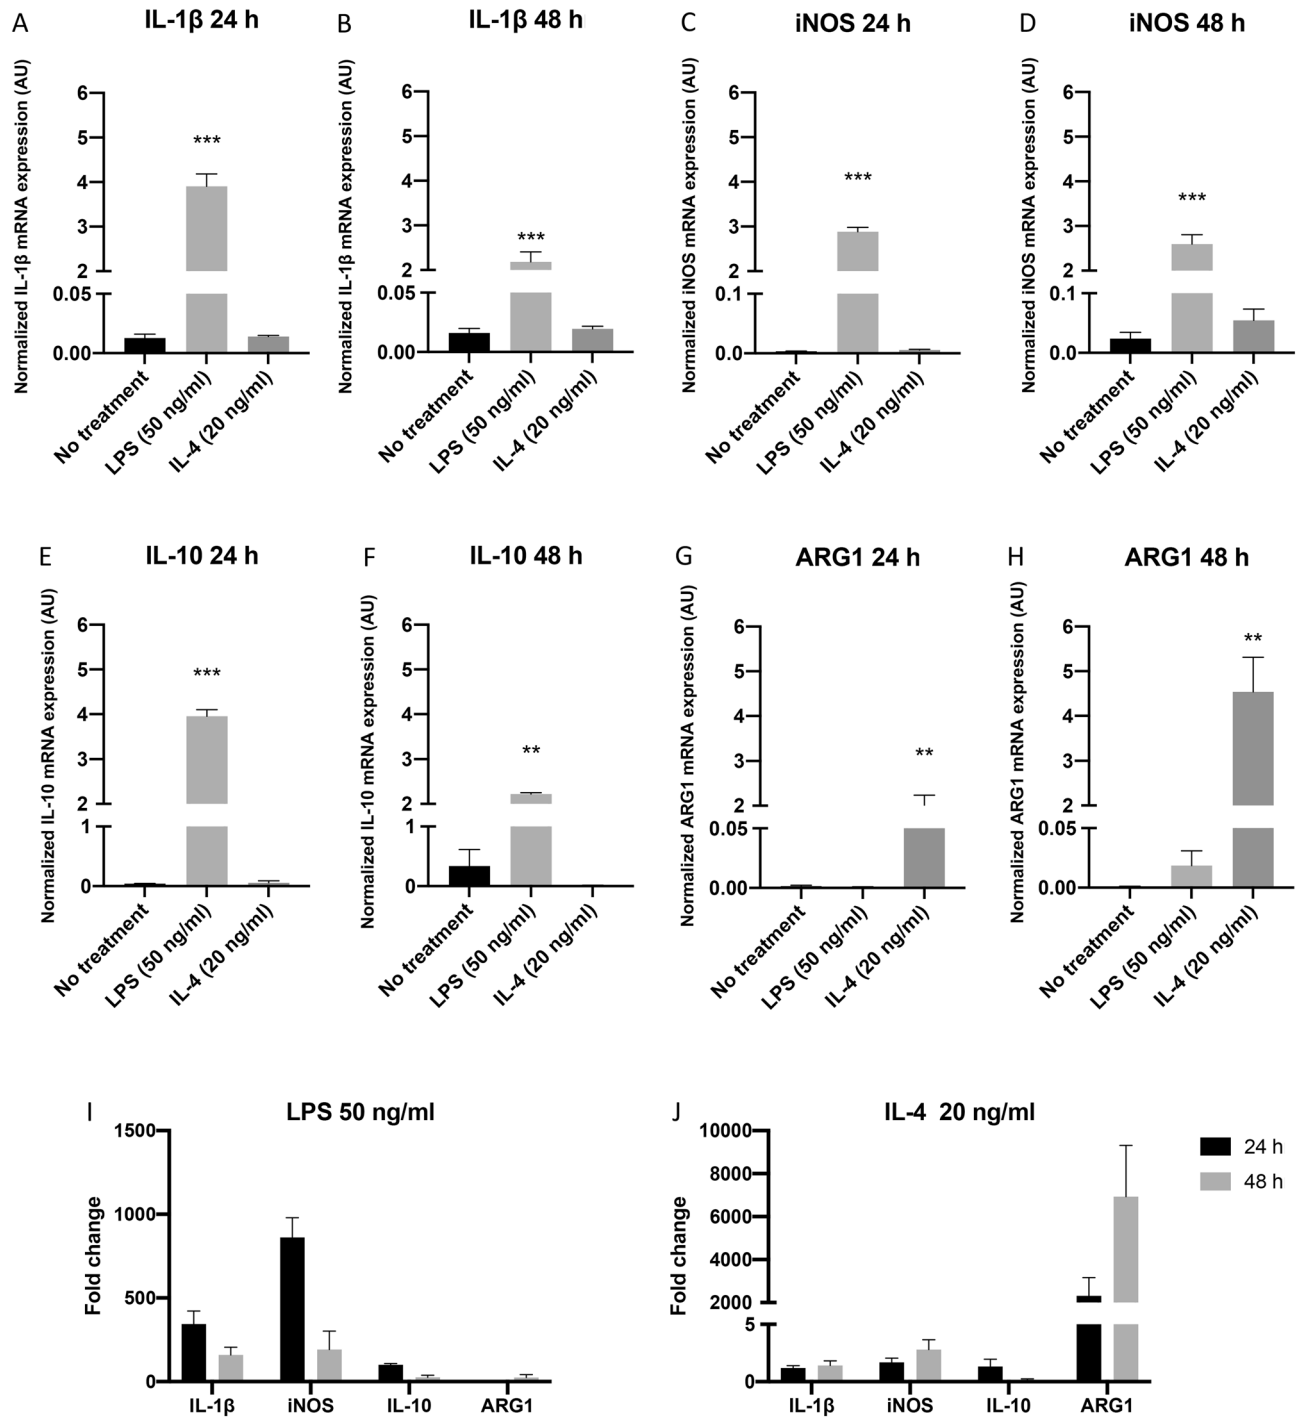 A
IL-1β 24 h
Normalized IL-1β mRNA expression (AU)
6
5
4
3
2
0.05
0.00
No treatment
LPS (50 ng/ml)
IL-4 (20 ng/ml)
***
B
IL-1β 48 h
Normalized IL-1β mRNA expression (AU)
6
5
4
3
2
0.05
0.00
No treatment
LPS (50 ng/ml)
IL-4 (20 ng/ml)
***
C
iNOS 24 h
Normalized iNOS mRNA expression (AU)
6
5
4
3
2
0.1
0.0
No treatment
LPS (50 ng/ml)
IL-4 (20 ng/ml)
***
D
iNOS 48 h
Normalized iNOS mRNA expression (AU)
6
5
4
3
2
0.1
0.0
No treatment
LPS (50 ng/ml)
IL-4 (20 ng/ml)
***
E
IL-10 24 h
Normalized IL-10 mRNA expression (AU)
6
5
4
3
2
1
0
No treatment
LPS (50 ng/ml)
IL-4 (20 ng/ml)
***
F
IL-10 48 h
Normalized IL-10 mRNA expression (AU)
6
5
4
3
2
1
0
No treatment
LPS (50 ng/ml)
IL-4 (20 ng/ml)
**
G
ARG1 24 h
Normalized ARG1 mRNA expression (AU)
6
5
4
3
2
0.05
0.00
No treatment
LPS (50 ng/ml)
IL-4 (20 ng/ml)
**
H
ARG1 48 h
Normalized ARG1 mRNA expression (AU)
6
5
4
3
2
0.05
0.00
No treatment
LPS (50 ng/ml)
IL-4 (20 ng/ml)
**
I
LPS 50 ng/ml
Fold change
1500
1000
500
0
IL-1β
iNOS
IL-10
ARG1
J
IL-4 20 ng/ml
Fold change
10000
8000
6000
4000
2000
5
0
IL-1β
iNOS
IL-10
ARG1
24 h
48 h